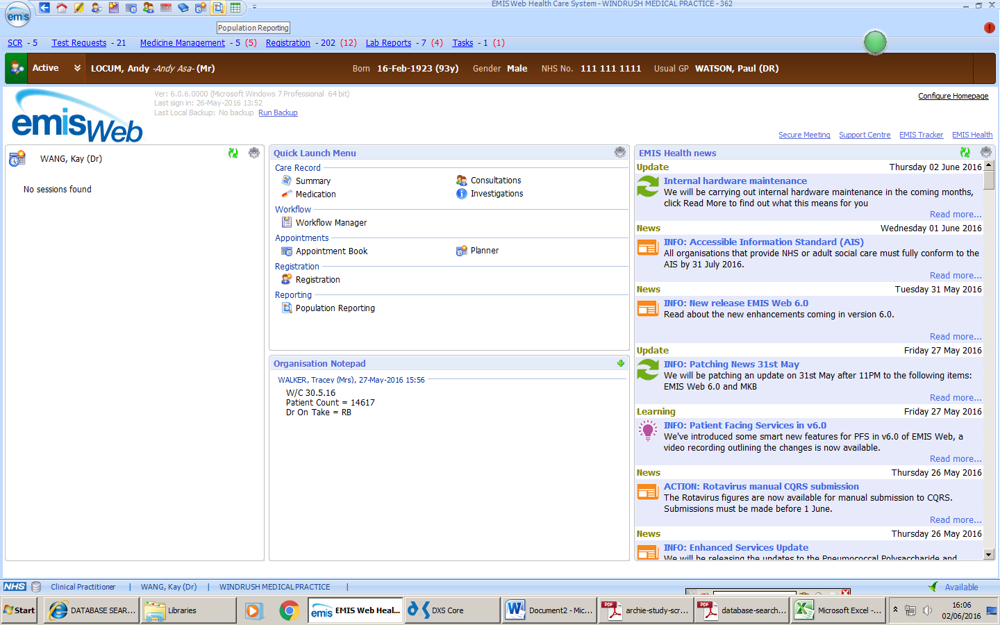 EMIS Web Health Care System - WINDRUSH MEDICAL PRACTICE - 362
emis
Population Reporting
SCR - 5 Test Requests - 21 Medicine Management - 5 (5) Registration - 202 (12) Lab Reports - 7 (4) Tasks - 1 (1)
Active LOCUM, Andy -Andy Asa- (Mr) Born 16-Feb-1923 (93y) Gender Male NHS No. 111 111 1111 Usual GP WATSON, Paul (DR)
emisWeb
Ver: 6.0.6.0000 (Microsoft Windows 7 Professional 64 bit)
Last sign in: 26-May-2016 13:52
Last Local Backup: No backup Run Backup
Configure Homepage
Secure Meeting Support Centre EMIS Tracker EMIS Health
WANG, Kay (Dr)
No sessions found
Quick Launch Menu
Care Record
Summary Consultations
Medication Investigations
Workflow
Workflow Manager
Appointments
Appointment Book Planner
Registration
Registration
Reporting
Population Reporting
Organisation Notepad
WALKER, Tracey (Mrs), 27-May-2016 15:56
W/C 30.5.16
Patient Count = 14617
Dr On Take = RB
EMIS Health news
Update Thursday 02 June 2016
Internal hardware maintenance
We will be carrying out internal hardware maintenance in the coming months,
click Read More to find out what this means for you
Read more...
News Wednesday 01 June 2016
INFO: Accessible Information Standard (AIS)
All organisations that provide NHS or adult social care must fully conform to the
AIS by 31 July 2016.
Read more...
News Tuesday 31 May 2016
INFO: New release EMIS Web 6.0
Read about the new enhancements coming in version 6.0.
Read more...
Update Friday 27 May 2016
INFO: Patching News 31st May
We will be patching an update on 31st May after 11PM to the following items:
EMIS Web 6.0 and MKB
Read more...
Learning Friday 27 May 2016
INFO: Patient Facing Services in v6.0
We've introduced some smart new features for PFS in v6.0 of EMIS Web, a
video recording outlining the changes is now available.
Read more...
News Thursday 26 May 2016
ACTION: Rotavirus manual CQRS submission
The Rotavirus figures are now available for manual submission to CQRS.
Submissions must be made before 1 June.
Read more...
News Thursday 26 May 2016
INFO: Enhanced Services Update
We will be releasing the updates to the Pneumococcal Polysaccharide and
NHS Clinical Practitioner | WANG, Kay (Dr) | WINDRUSH MEDICAL PRACTICE | Available
Start DATABASE SEAR... Libraries emis EMIS Web Heal... DXS Core Document2 - Mic... PDF archie-study-scr... PDF database-search... Microsoft Excel -... 16:06
02/06/2016